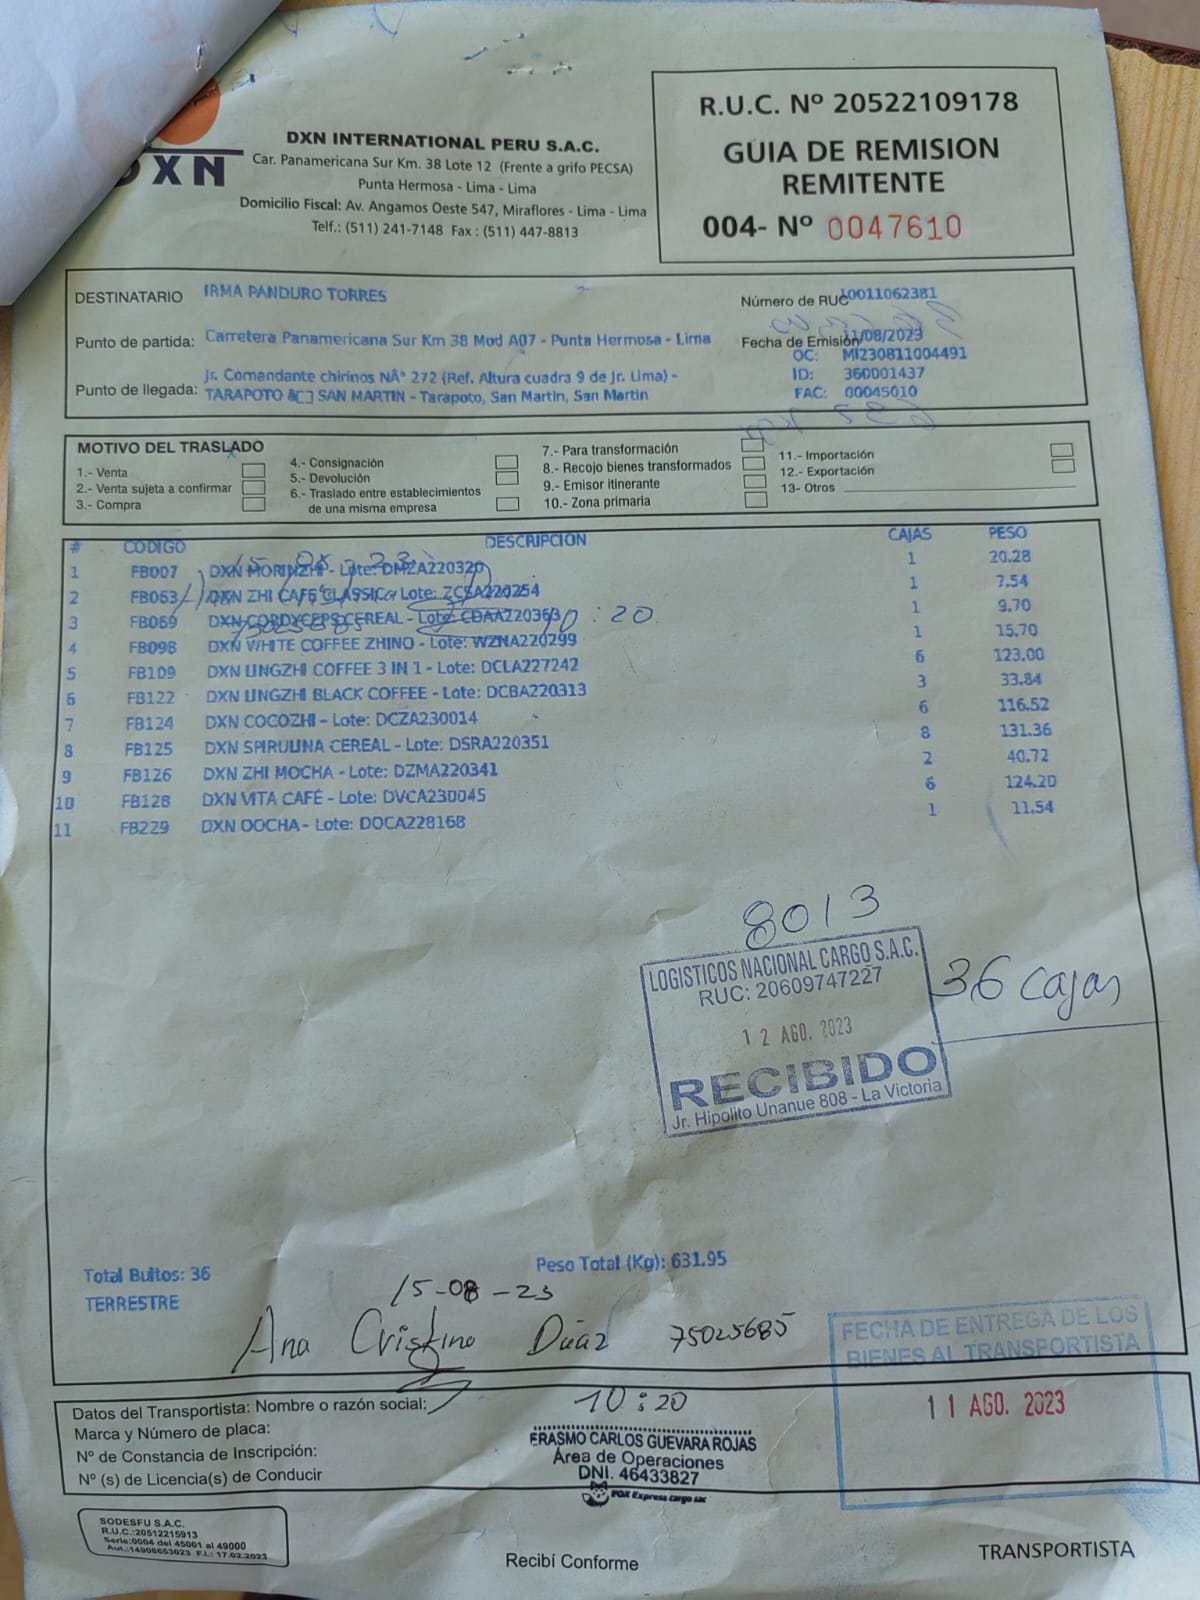 DXN
DXN INTERNATIONAL PERU S.A.C.
Car. Panamericana Sur Km. 38 Lote 12 (Frente a grifo PECSA)
Punta Hermosa - Lima - Lima
Domicilio Fiscal: Av. Angamos Oeste 547, Miraflores - Lima - Lima
Telf.: (511) 241-7148 Fax : (511) 447-8813
R.U.C. Nº 20522109178
GUIA DE REMISION
REMITENTE
004- Nº 0047610
DESTINATARIO IRMA PANDURO TORRES
Número de RUC 10011062381
Punto de partida: Carretera Panamericana Sur Km 38 Mod A07 - Punta Hermosa - Lima
Fecha de Emisión 11/08/2023
OC: MI230811004491
Punto de llegada: Jr. Comandante chirinos NÂ° 272 (Ref. Altura cuadra 9 de Jr. Lima) -
TARAPOTO &[] SAN MARTIN - Tarapoto, San Martin, San Martin
ID: 360001437
FAC: 00045010
MOTIVO DEL TRASLADO
1.- Venta
2.- Venta sujeta a confirmar
3.- Compra
4.- Consignación
5.- Devolución
6.- Traslado entre establecimientos
de una misma empresa
7.- Para transformación
8.- Recojo bienes transformados
9.- Emisor itinerante
10.- Zona primaria
11.- Importación
12.- Exportación
13- Otros
# CODIGO DESCRIPCION CAJAS PESO
1 FB007 DXN MORINZHI - Lote: DMZA220320 1 20.28
2 FB063 DXN ZHI CAFÉ CLASSIC - Lote: ZCSA220254 1 7.54
3 FB069 DXN CORDYCEPS CEREAL - Lote: CDAA220363 1 9.70
4 FB098 DXN WHITE COFFEE ZHINO - Lote: WZNA220299 1 15.70
5 FB109 DXN LINGZHI COFFEE 3 IN 1 - Lote: DCLA227242 6 123.00
6 FB122 DXN LINGZHI BLACK COFFEE - Lote: DCBA220313 3 33.84
7 FB124 DXN COCOZHI - Lote: DCZA230014 6 116.52
8 FB125 DXN SPIRULINA CEREAL - Lote: DSRA220351 8 131.36
9 FB126 DXN ZHI MOCHA - Lote: DZMA220341 2 40.72
10 FB128 DXN VITA CAFÉ - Lote: DVCA230045 6 124.20
11 FB229 DXN OOCHA - Lote: DOCA228168 1 11.54
8013
LOGISTICOS NACIONAL CARGO S.A.C.
RUC: 20609747227
12 AGO. 2023
RECIBIDO
Jr. Hipolito Unanue 808 - La Victoria
36 cajas
Total Bultos: 36
Peso Total (Kg): 631.95
TERRESTRE
15-08-23
Ana Cristina Diaz 75025685
FECHA DE ENTREGA DE LOS
BIENES AL TRANSPORTISTA
11 AGO. 2023
Datos del Transportista: Nombre o razón social:
Marca y Número de placa:
Nº de Constancia de Inscripción:
Nº (s) de Licencia(s) de Conducir
10:20
ERASMO CARLOS GUEVARA ROJAS
Área de Operaciones
DNI. 46433827
FOX Express Cargo SAC
SODESFU S.A.C.
R.U.C.:20512215913
Serie:0004 del 45001 al 49000
Aut.:14908653023 F.I.: 17.02.2023
Recibí Conforme
TRANSPORTISTA